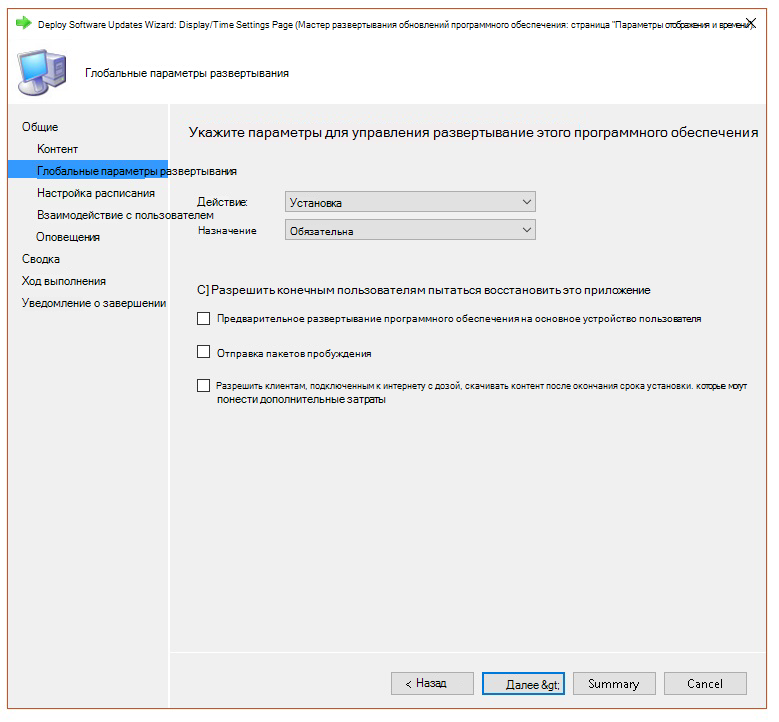 Deploy Software Updates Wizard: Display/Time Settings Page (Мастер развертывания обновлений программного обеспечения: страница "Параметры отображения и времени).
Глобальные параметры развертывания
Общие
Контент
Глобальные параметры развертывания
Настройка расписания
Взаимодействие с пользователем
Оповещения
Сводка
Ход выполнения
Уведомление о завершении
Укажите параметры для управления развертывание этого программного обеспечения
Действие: Установка
Назначение Обязательна
С] Разрешить конечным пользователям пытаться восстановить это приложение
Предварительное развертывание программного обеспечения на основное устройство пользователя
Отправка пакетов пробуждения
Разрешить клиентам, подключенным к интернету с дозой, скачивать контент после окончания срока установки. которые могут
понести дополнительные затраты
< Назад Далее &gt; Summary Cancel